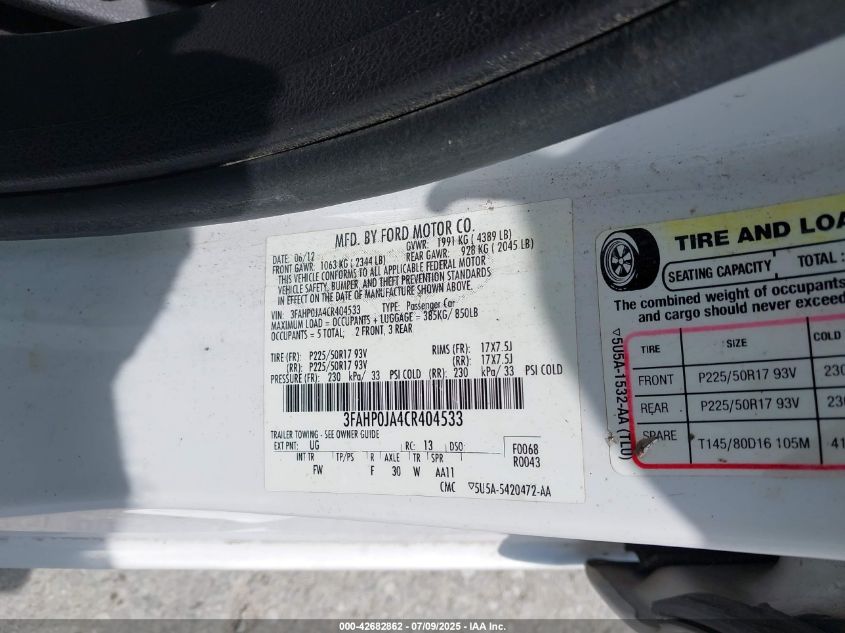 MFD. BY FORD MOTOR CO.
DATE: 06/12 GVWR: 1991 KG ( 4389 LB)
FRONT GAWR: 1063 KG ( 2344 LB) REAR GAWR: 928 KG ( 2045 LB)
THIS VEHICLE CONFORMS TO ALL APPLICABLE FEDERAL MOTOR
VEHICLE SAFETY, BUMPER, AND THEFT PREVENTION STANDARDS
IN EFFECT ON THE DATE OF MANUFACTURE SHOWN ABOVE.
VIN: 3FAHP0JA4CR404533 TYPE: Passenger Car
MAXIMUM LOAD = OCCUPANTS + LUGGAGE = 385KG/ 850LB
OCCUPANTS = 5 TOTAL; 2 FRONT, 3 REAR
TIRE (FR): P225/50R17 93V RIMS (FR): 17X7.5J
(RR): P225/50R17 93V (RR): 17X7.5J
PRESSURE (FR): 230 kPa/ 33 PSI COLD (RR): 230 kPa/ 33 PSI COLD
3FAHP0JA4CR404533
TRAILER TOWING - SEE OWNER GUIDE
EXT PNT: UG RC: 13 DSO: F0068
R0043
INT TR TP/PS R AXLE TR SPR
FW F 30 W AA11
CMC ▽5U5A-5420472-AA
TIRE AND LOA
SEATING CAPACITY TOTAL :
The combined weight of occupants
and cargo should never exceed
TIRE SIZE COLD
FRONT P225/50R17 93V 230
REAR P225/50R17 93V 230
SPARE T145/80D16 105M 41
▽5U5A-1532-AA (TLU)
000-42682862 / 07/09/2025 - IAA Inc.